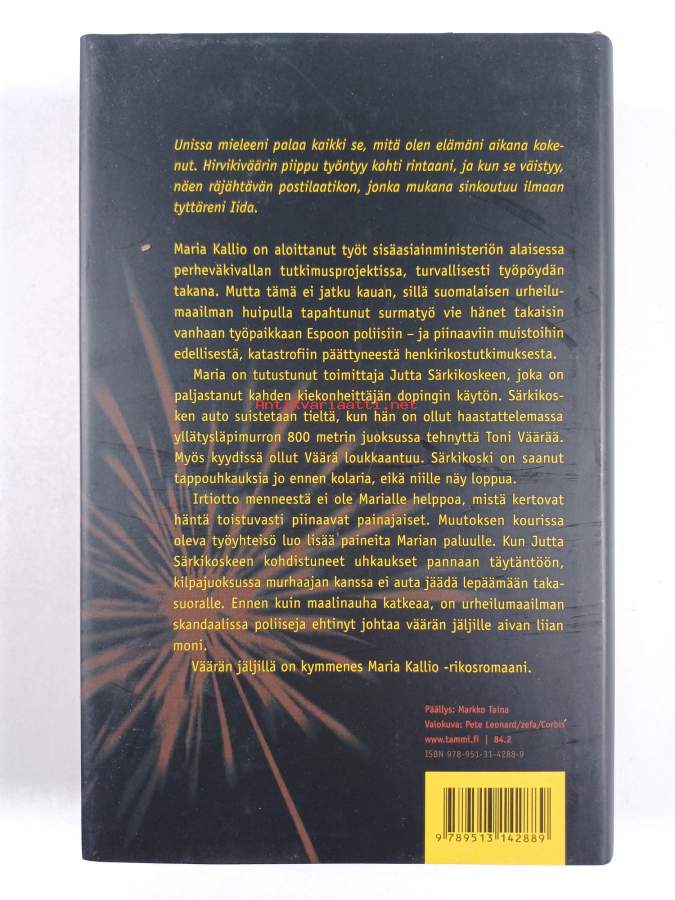 Unissa mieleeni palaa kaikki se, mitä olen elämäni aikana koke-
nut. Hirvikiväärin piippu työntyy kohti rintaani, ja kun se väistyy,
näen räjähtävän postilaatikon, jonka mukana sinkoutuu ilmaan
tyttäreni Iida.
Maria Kallio on aloittanut työt sisäasiainministeriön alaisessa
perheväkivallan tutkimusprojektissa, turvallisesti työpöydän
takana. Mutta tämä ei jatku kauan, sillä suomalaisen urheilu-
maailman huipulla tapahtunut surmatyö vie hänet takaisin
vanhaan työpaikkaan Espoon poliisiin – ja piinaaviin muistoihin
edellisestä, katastrofiin päättyneestä henkirikostutkimuksesta.
Maria on tutustunut toimittaja Jutta Särkikoskeen, joka on
paljastanut kahden kiekonheittäjän dopingin käytön. Särkikos-
Antikvariaatti.net
ken auto suistetaan tieltä, kun hän on ollut haastattelemassa
yllätysläpimurron 800 metrin juoksussa tehnyttä Toni Väärää.
Myös kyydissä ollut Väärä loukkaantuu. Särkikoski on saanut
tappouhkauksia jo ennen kolaria, eikä niille näy loppua.
Irtiotto menneestä ei ole Marialle helppoa, mistä kertovat
häntä toistuvasti piinaavat painajaiset. Muutoksen kourissa
oleva työyhteisö luo lisää paineita Marian paluulle. Kun Jutta
Särkikoskeen kohdistuneet uhkaukset pannaan täytäntöön,
kilpajuoksussa murhaajan kanssa ei auta jäädä lepäämään taka-
suoralle. Ennen kuin maalinauha katkeaa, on urheilumaailman
skandaalissa poliiseja ehtinyt johtaa väärän jäljille aivan liian
moni.
Väärän jäljillä on kymmenes Maria Kallio -rikosromaani.
Päällys: Markko Taina
Valokuva: Pete Leonard/zefa/Corbis
www.tammi.fi | 84.2
ISBN 978-951-31-4288-9
9 789513 142889